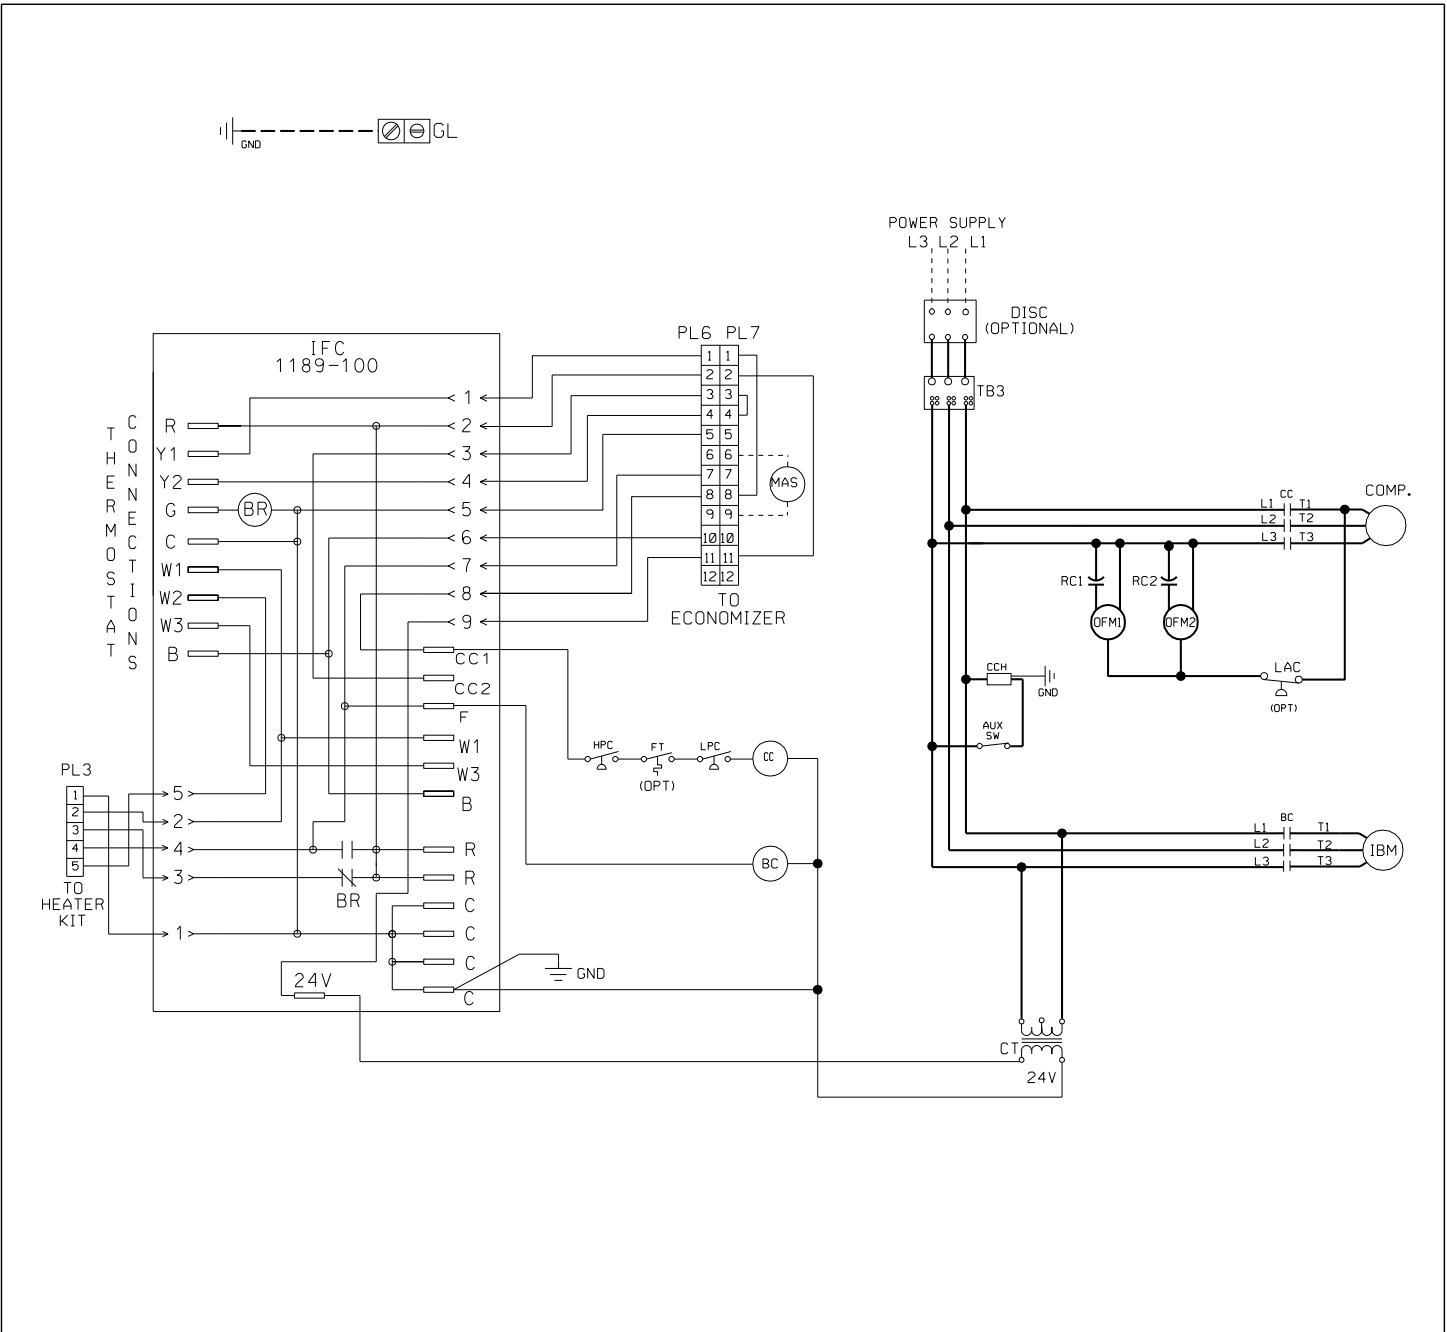 GND
GL
POWER SUPPLY
L3 L2 L1
DISC
(OPTIONAL)
TB3
PL6 PL7
1 1
2 2
3 3
4 4
5 5
6 6
7 7
8 8
9 9
10 10
11 11
12 12
TO
ECONOMIZER
MAS
IFC
1189-100
THERMOSTAT
CONNECTIONS
R
Y1
Y2
G
BR
C
W1
W2
W3
B
1
2
3
4
5
6
7
8
9
CC1
CC2
F
W1
W3
B
R
R
C
C
C
C
5
2
4
3
1
BR
24V
GND
PL3
1
2
3
4
5
TO
HEATER
KIT
HPC
FT
(OPT)
LPC
CC
BC
COMP.
CC
L1 T1
L2 T2
L3 T3
RC1
RC2
OFM1
OFM2
LAC
(OPT)
CCH
GND
AUX
SW
BC
L1 T1
L2 T2
L3 T3
IBM
CT
24V